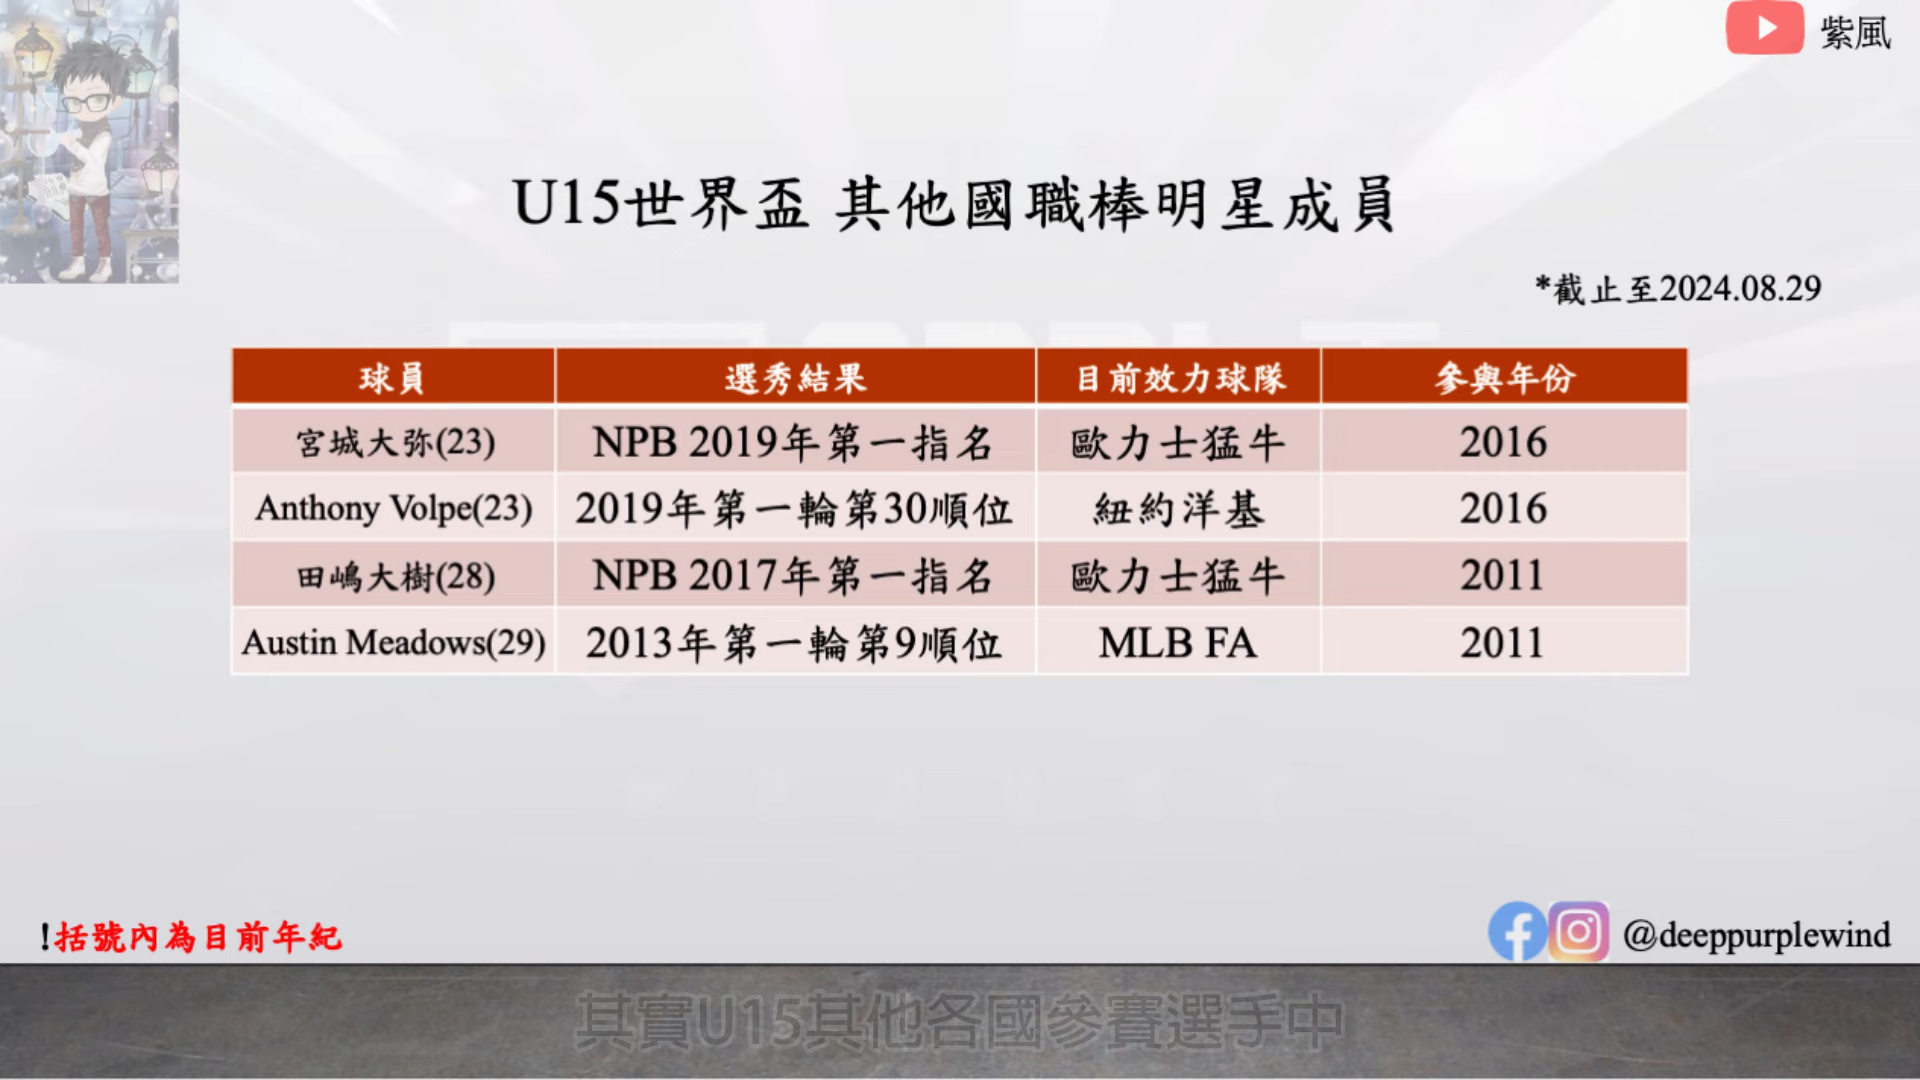 紫風
U15世界盃 其他國職棒明星成員
*截止至2024.08.29
球員 選秀結果 目前效力球隊 參與年份
宮城大弥(23) NPB 2019年第一指名 歐力士猛牛 2016
Anthony Volpe(23) 2019年第一輪第30順位 紐約洋基 2016
田嶋大樹(28) NPB 2017年第一指名 歐力士猛牛 2011
Austin Meadows(29) 2013年第一輪第9順位 MLB FA 2011
!括號內為目前年紀
@deeppurplewind
其實U15其他各國參賽選手中